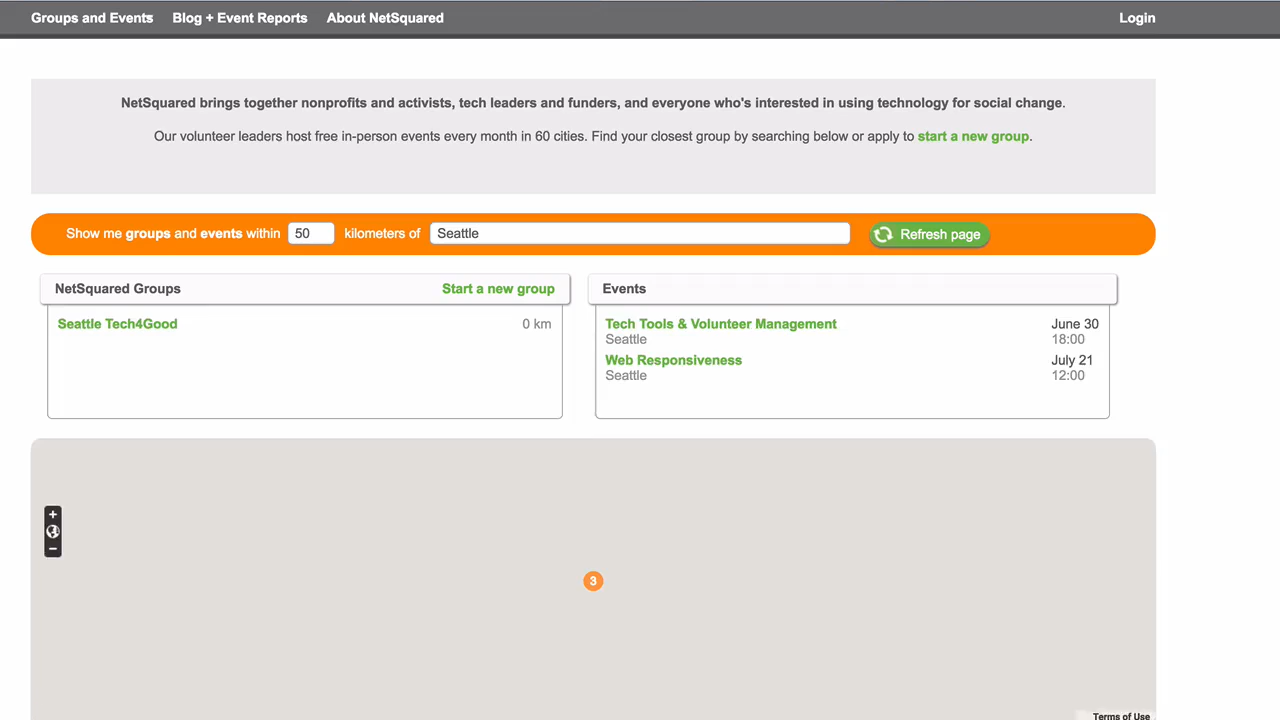 Groups and Events Blog + Event Reports About NetSquared Login
NetSquared brings together nonprofits and activists, tech leaders and funders, and everyone who's interested in using technology for social change.
Our volunteer leaders host free in-person events every month in 60 cities. Find your closest group by searching below or apply to start a new group.
Show me groups and events within 50 kilometers of Seattle Refresh page
NetSquared Groups Start a new group
Seattle Tech4Good 0 km
Events
Tech Tools & Volunteer Management June 30
Seattle 18:00
Web Responsiveness July 21
Seattle 12:00
+
−
3
Terms of Use